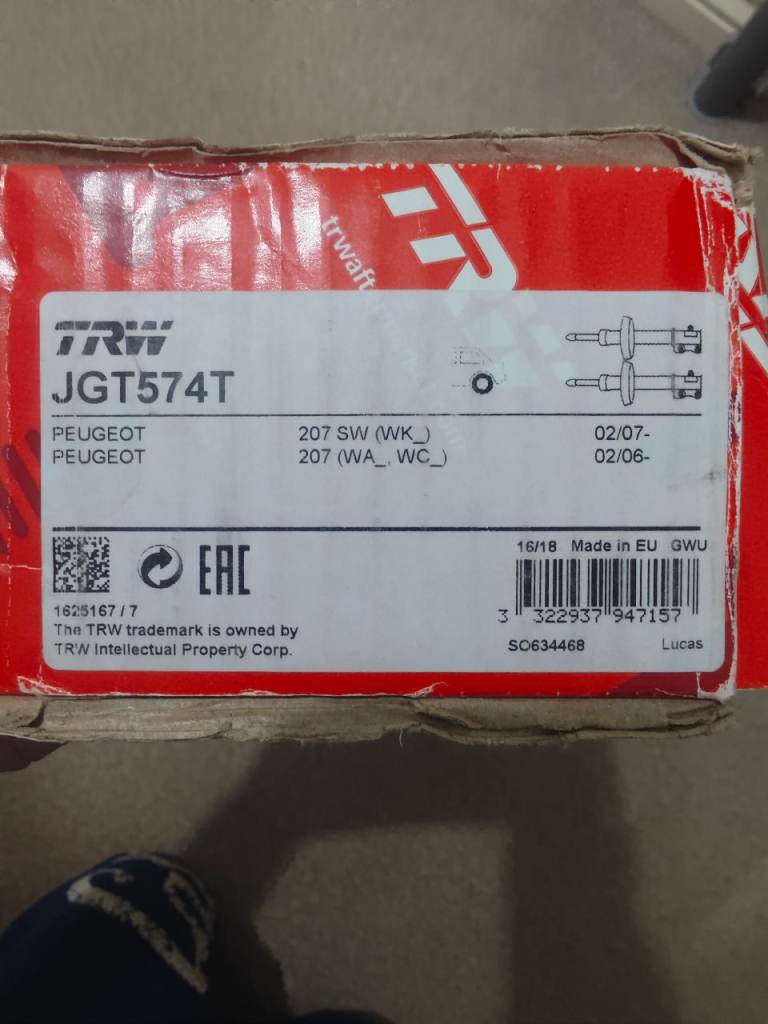 TRW
trwaft
TRW
JGT574T
PEUGEOT 207 SW (WK_) 02/07-
PEUGEOT 207 (WA_, WC_) 02/06-
16/18 Made in EU GWU
EAC
3 322937 947157
1625167 / 7
The TRW trademark is owned by
SO634468 Lucas
TRW Intellectual Property Corp.